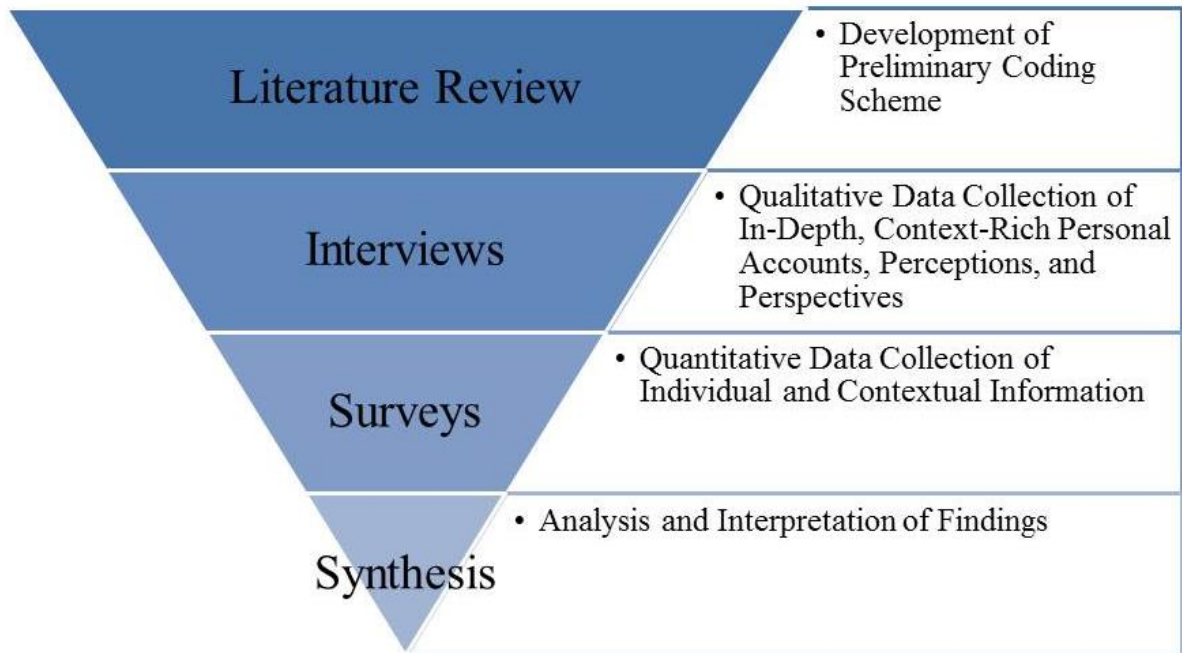 Literature Review
• Development of
Preliminary Coding
Scheme
Interviews
• Qualitative Data Collection of
In-Depth, Context-Rich Personal
Accounts, Perceptions, and
Perspectives
Surveys
• Quantitative Data Collection of
Individual and Contextual Information
Synthesis
• Analysis and Interpretation of Findings